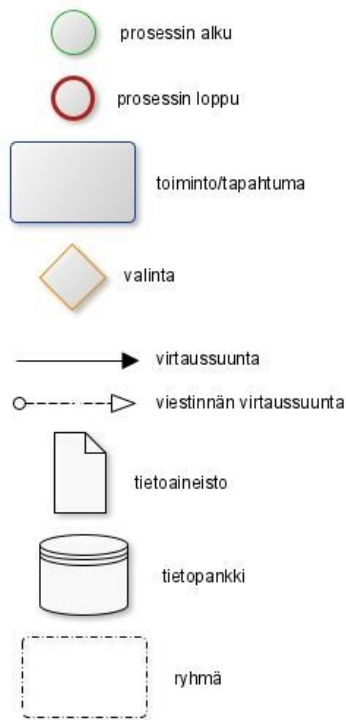 prosessin alku
prosessin loppu
toiminto/tapahtuma
valinta
virtaussuunta
viestinnän virtaussuunta
tietoaineisto
tietopankki
ryhmä